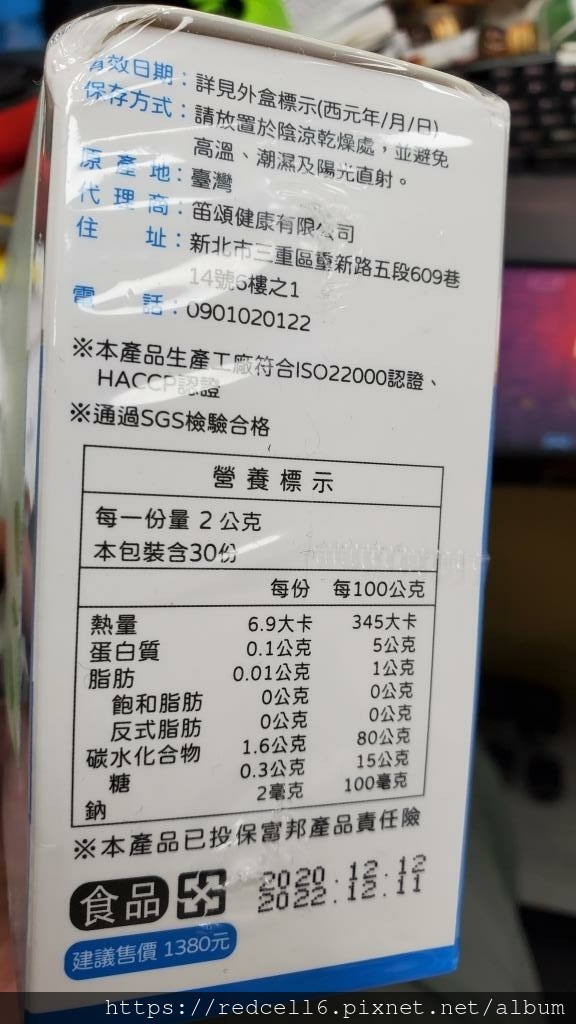 有效日期：詳見外盒標示(西元年/月/日)
保存方式：請放置於陰涼乾燥處，並避免
高溫、潮濕及陽光直射。
原產地：臺灣
代理商：笛頌健康有限公司
住址：新北市三重區重新路五段609巷
14號6樓之1
電話：0901020122
※本產品生產工廠符合ISO22000認證、
HACCP認證
※通過SGS檢驗合格
營養標示
每一份量 2 公克
本包裝含30份
每份 每100公克
熱量 6.9大卡 345大卡
蛋白質 0.1公克 5公克
脂肪 0.01公克 1公克
飽和脂肪 0公克 0公克
反式脂肪 0公克 0公克
碳水化合物 1.6公克 80公克
糖 0.3公克 15公克
鈉 2毫克 100毫克
※本產品已投保富邦產品責任險
食品
2020.12.12
2022.12.11
建議售價 1380元
https://redcell6.pixnet.net/album